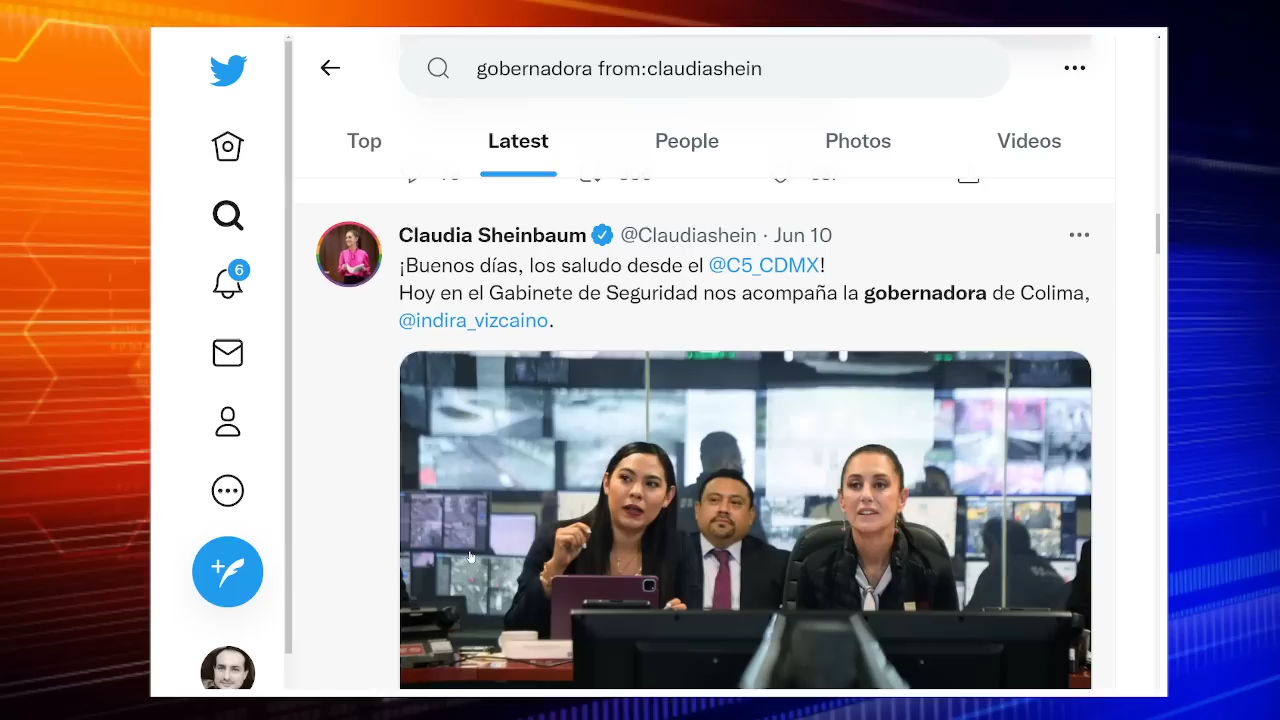 gobernadora from:claudiashein
Top
Latest
People
Photos
Videos
6
Claudia Sheinbaum @Claudiashein · Jun 10
¡Buenos días, los saludo desde el @C5_CDMX!
Hoy en el Gabinete de Seguridad nos acompaña la gobernadora de Colima,
@indira_vizcaino.